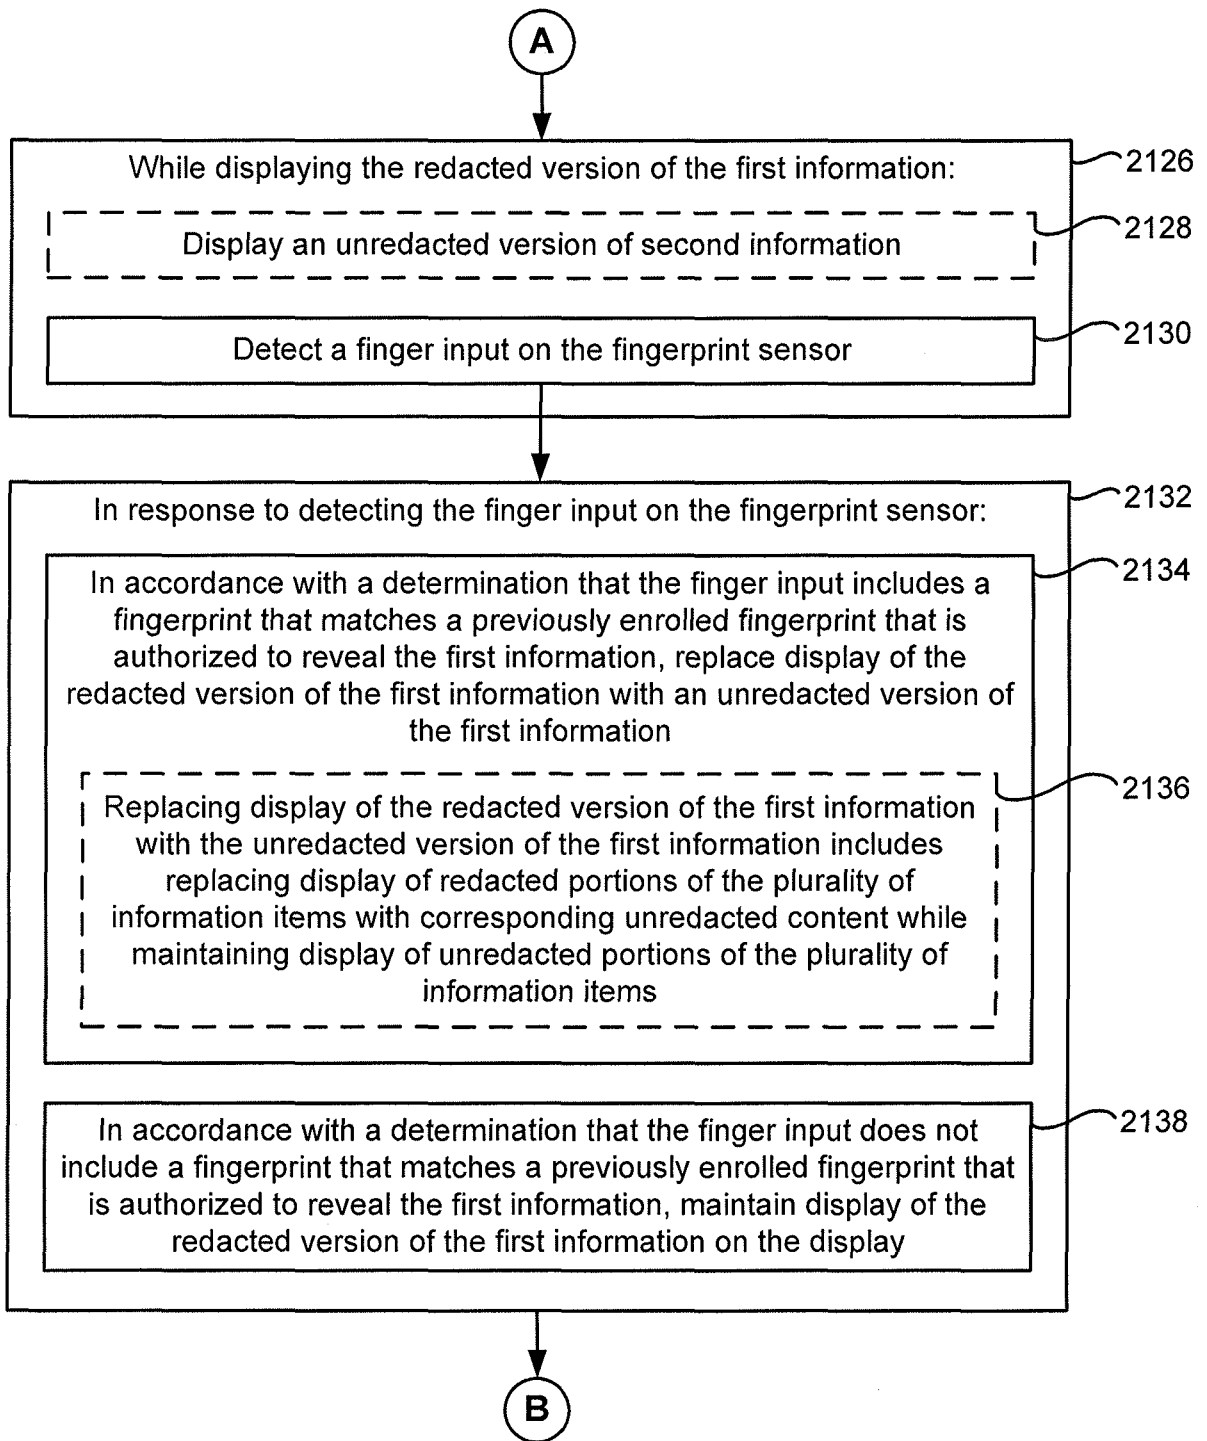 A
While displaying the redacted version of the first information:
2126
Display an unredacted version of second information
2128
Detect a finger input on the fingerprint sensor
2130
In response to detecting the finger input on the fingerprint sensor:
2132
In accordance with a determination that the finger input includes a
fingerprint that matches a previously enrolled fingerprint that is
authorized to reveal the first information, replace display of the
redacted version of the first information with an unredacted version of
the first information
2134
Replacing display of the redacted version of the first information
with the unredacted version of the first information includes
replacing display of redacted portions of the plurality of
information items with corresponding unredacted content while
maintaining display of unredacted portions of the plurality of
information items
2136
In accordance with a determination that the finger input does not
include a fingerprint that matches a previously enrolled fingerprint that
is authorized to reveal the first information, maintain display of the
redacted version of the first information on the display
2138
B